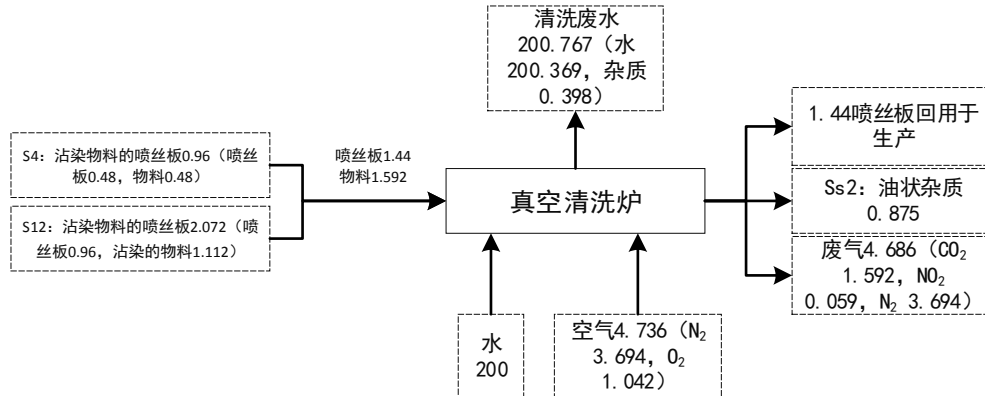 清洗废水
200.767（水
200.369，杂质
0.398）
S4：沾染物料的喷丝板0.96（喷丝
板0.48，物料0.48）
S12：沾染物料的喷丝板2.072（喷
丝板0.96，沾染的物料1.112）
喷丝板1.44
物料1.592
真空清洗炉
1.44喷丝板回用于
生产
Ss2：油状杂质
0.875
废气4.686（CO₂
1.592，NO₂
0.059，N₂ 3.694）
水
200
空气4.736（N₂
3.694，O₂
1.042）